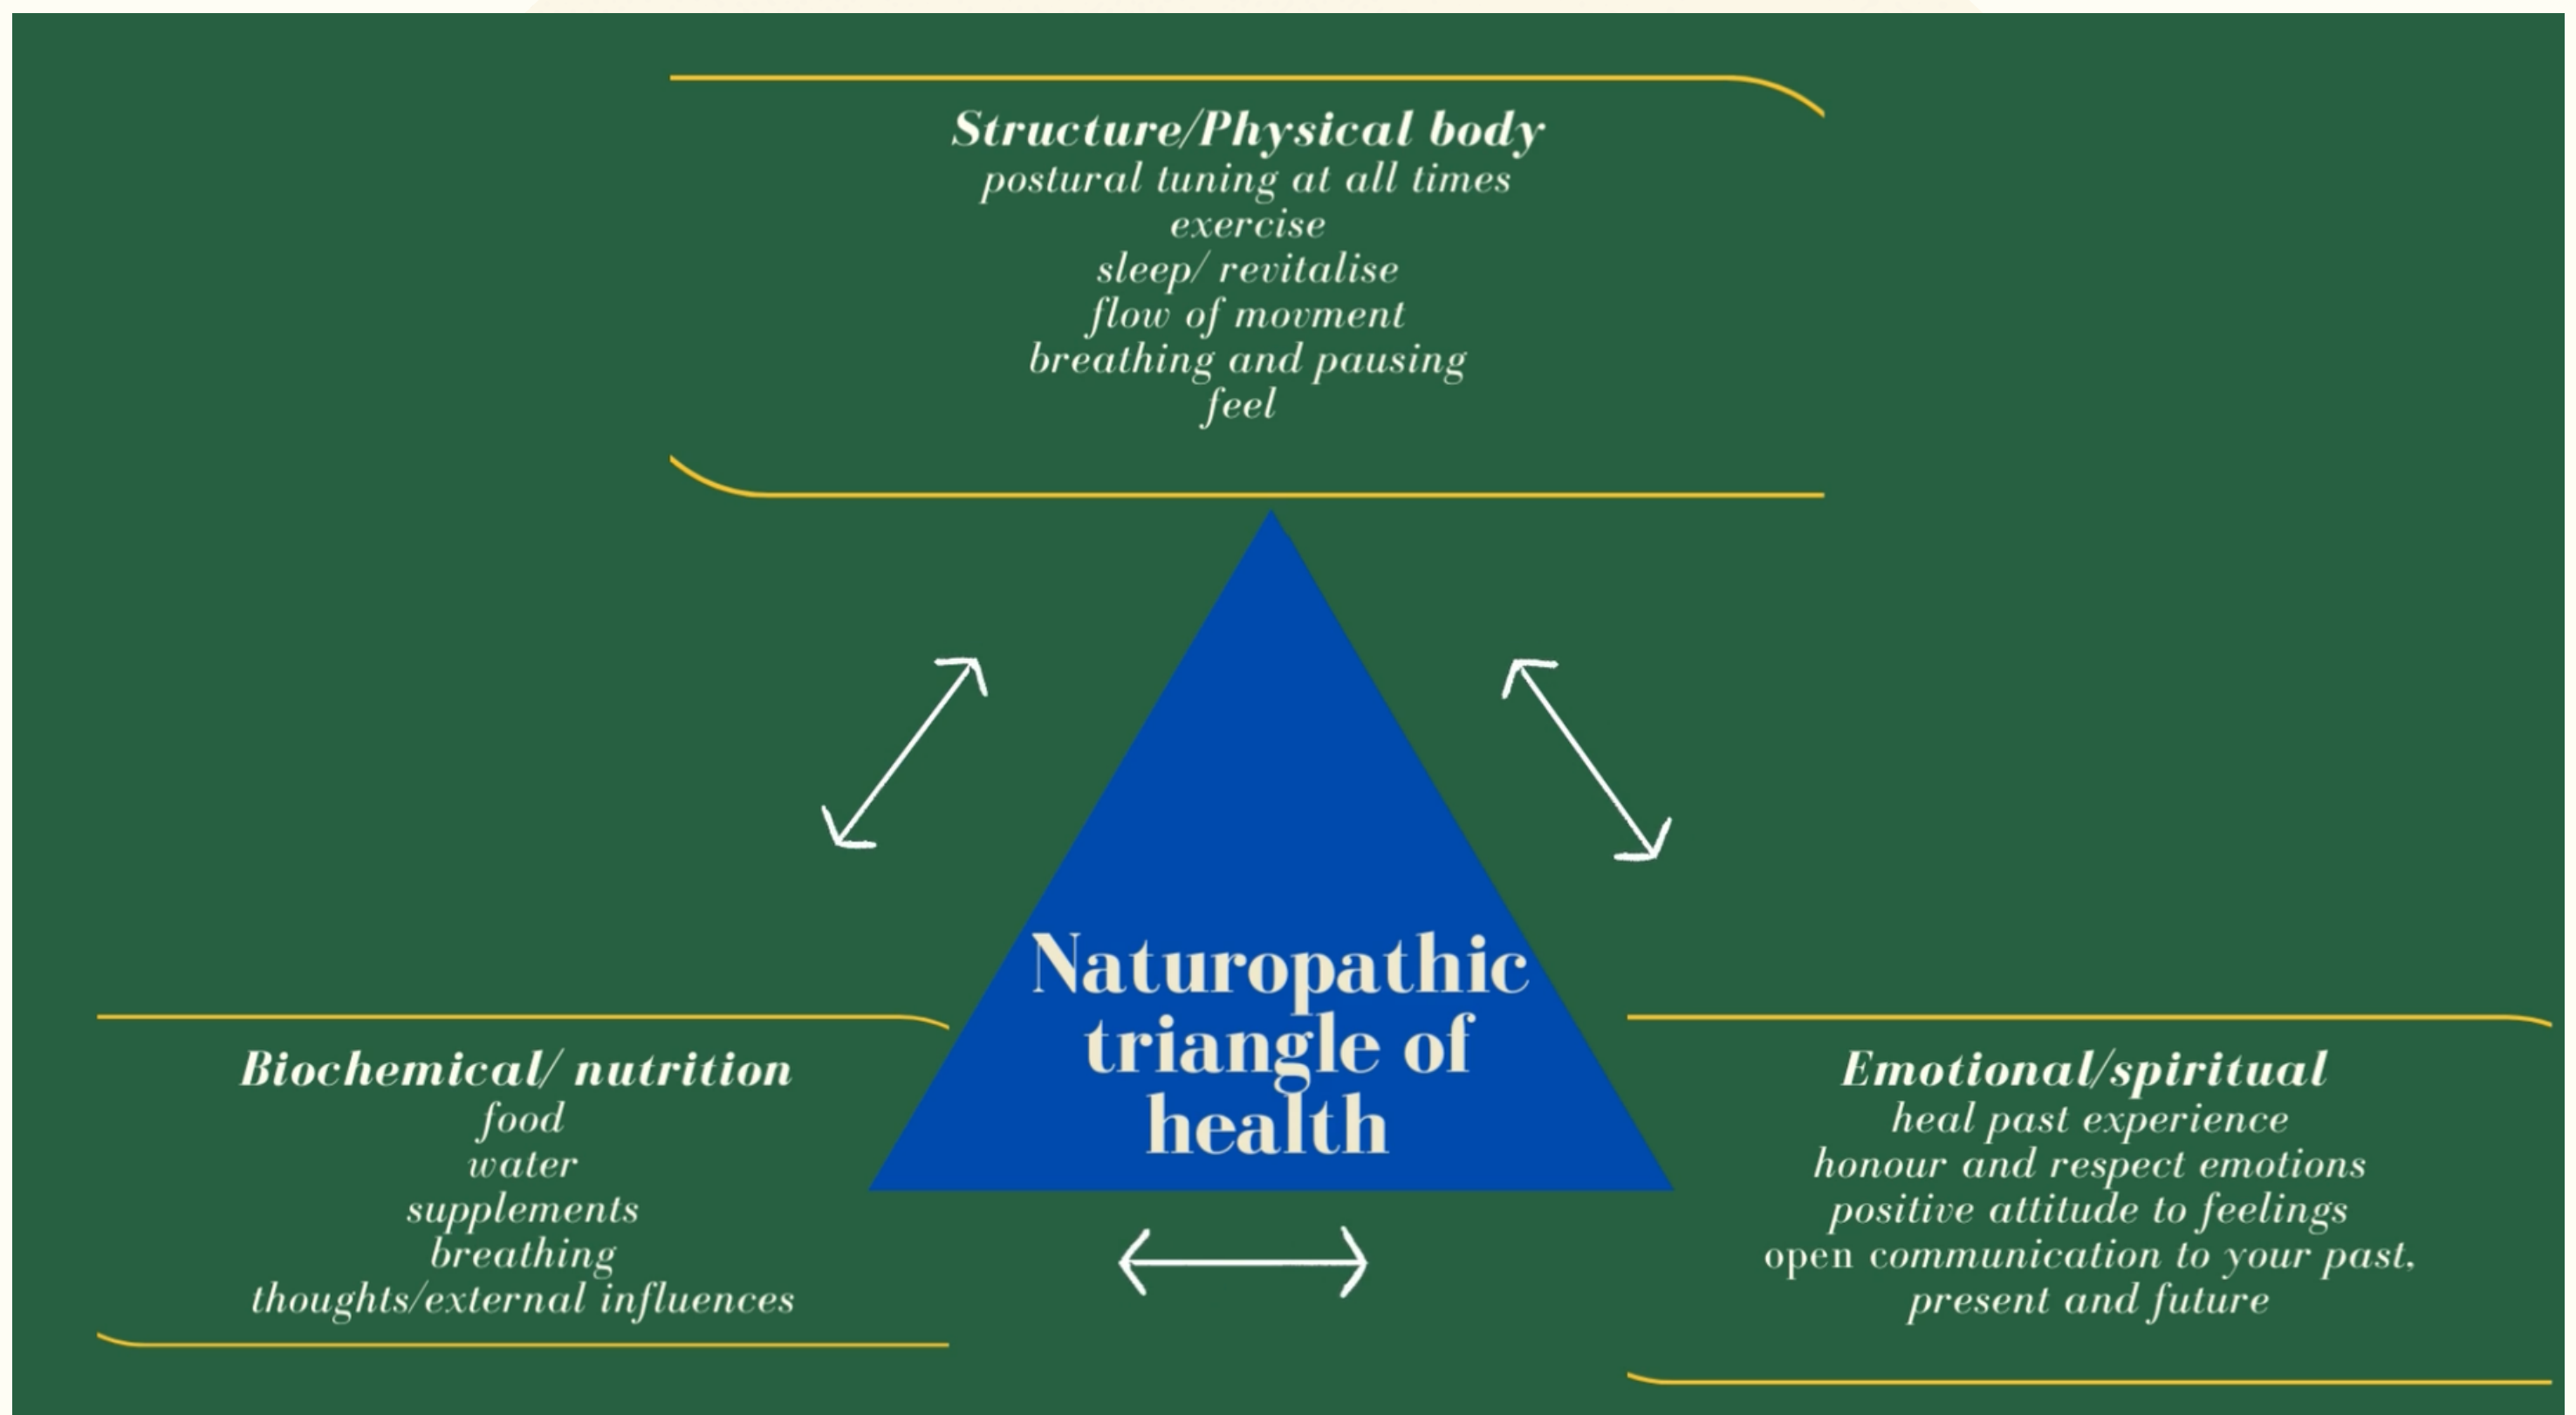 Structure/Physical body
postural tuning at all times
exercise
sleep/ revitalise
flow of movment
breathing and pausing
feel
Naturopathic
triangle of
health
Biochemical/ nutrition
food
water
supplements
breathing
thoughts/external influences
Emotional/spiritual
heal past experience
honour and respect emotions
positive attitude to feelings
open communication to your past,
present and future